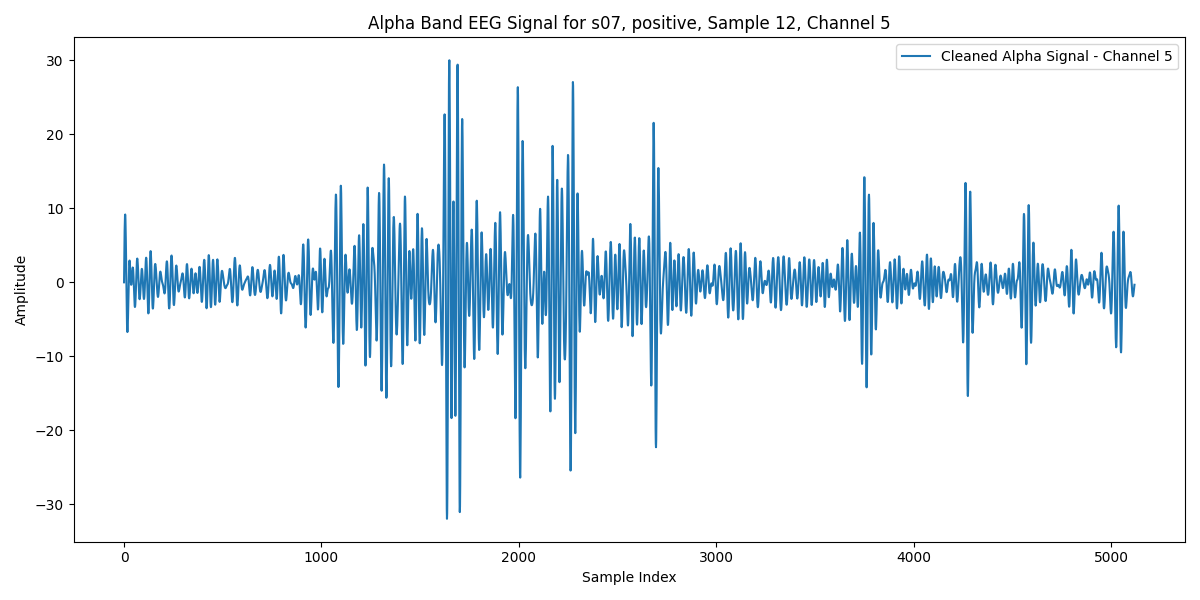 Alpha Band EEG Signal for s07, positive, Sample 12, Channel 5
Cleaned Alpha Signal - Channel 5
30
20
10
0
−10
−20
−30
Amplitude
0 1000 2000 3000 4000 5000
Sample Index